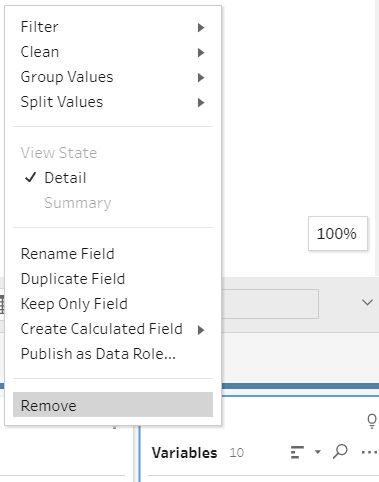 Filter
Clean
Group Values
Split Values
View State
Detail
Summary
100%
Rename Field
Duplicate Field
Keep Only Field
Create Calculated Field
Publish as Data Role...
Remove
Variables 10